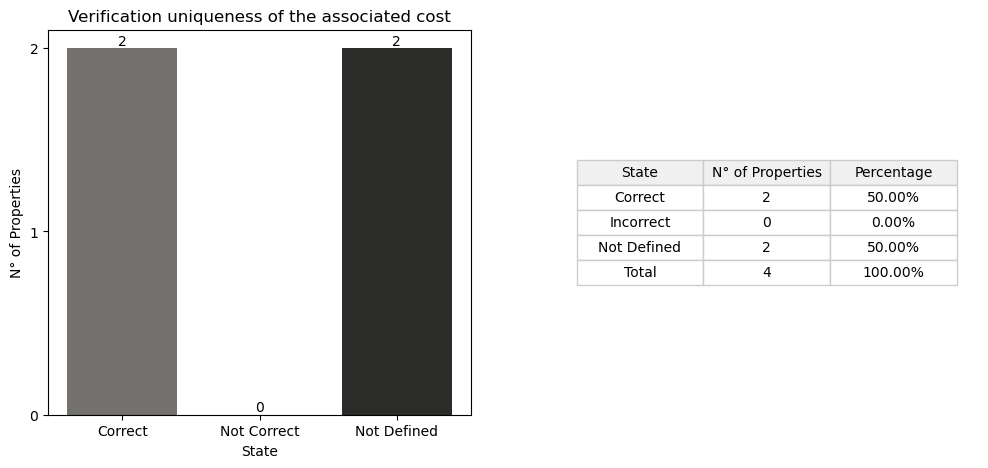 Verification uniqueness of the associated cost
N° of Properties
2
1
0
2
0
2
Correct
Not Correct
Not Defined
State
State N° of Properties Percentage
Correct 2 50.00%
Incorrect 0 0.00%
Not Defined 2 50.00%
Total 4 100.00%